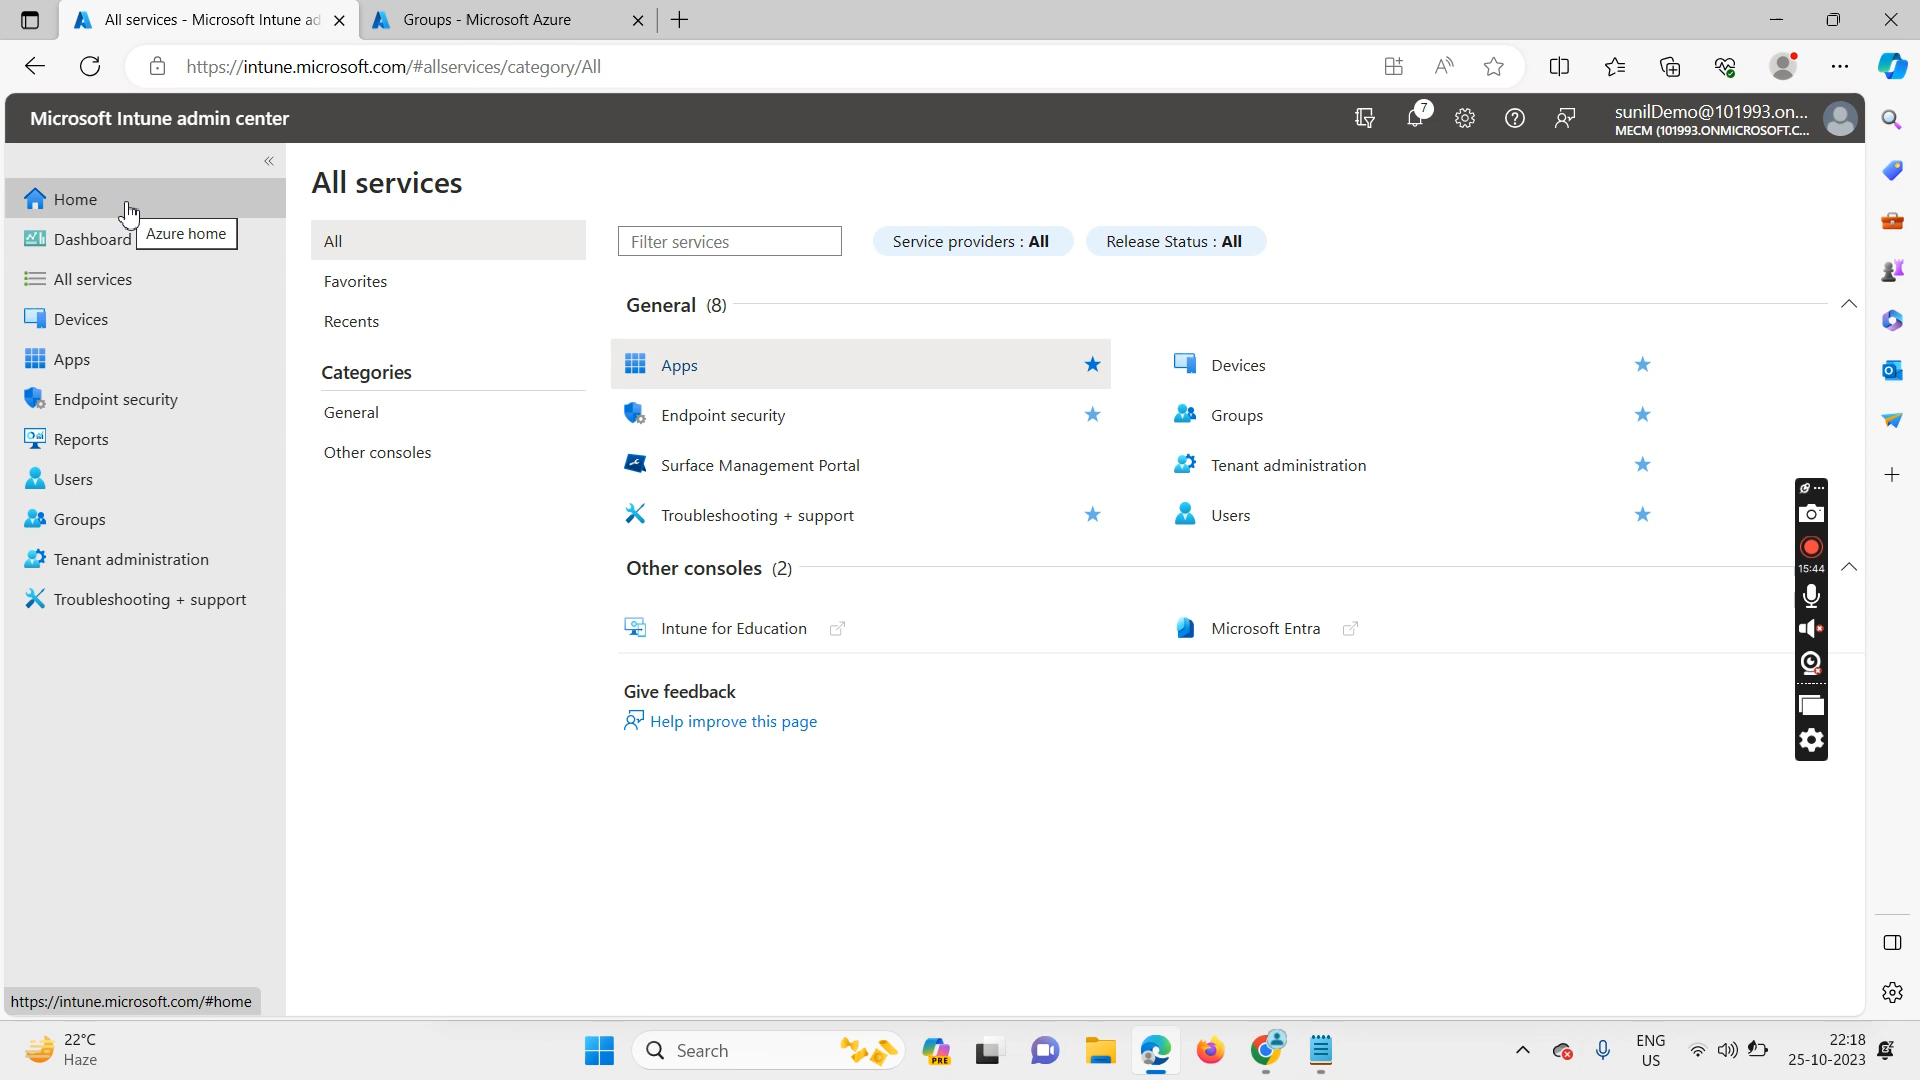 All services - Microsoft Intune ad
Groups - Microsoft Azure
https://intune.microsoft.com/#allservices/category/All
Microsoft Intune admin center
7
sunilDemo@101993.on...
MECM (101993.ONMICROSOFT.C...
Home
Azure home
Dashboard
All services
Devices
Apps
Endpoint security
Reports
Users
Groups
Tenant administration
Troubleshooting + support
All services
All
Favorites
Recents
Categories
General
Other consoles
Filter services
Service providers : All
Release Status : All
General (8)
Apps
Devices
Endpoint security
Groups
Surface Management Portal
Tenant administration
Troubleshooting + support
Users
Other consoles (2)
Intune for Education
Microsoft Entra
Give feedback
Help improve this page
15:44
https://intune.microsoft.com/#home
22°C
Haze
Search
PRE
ENG
US
22:18
25-10-2023